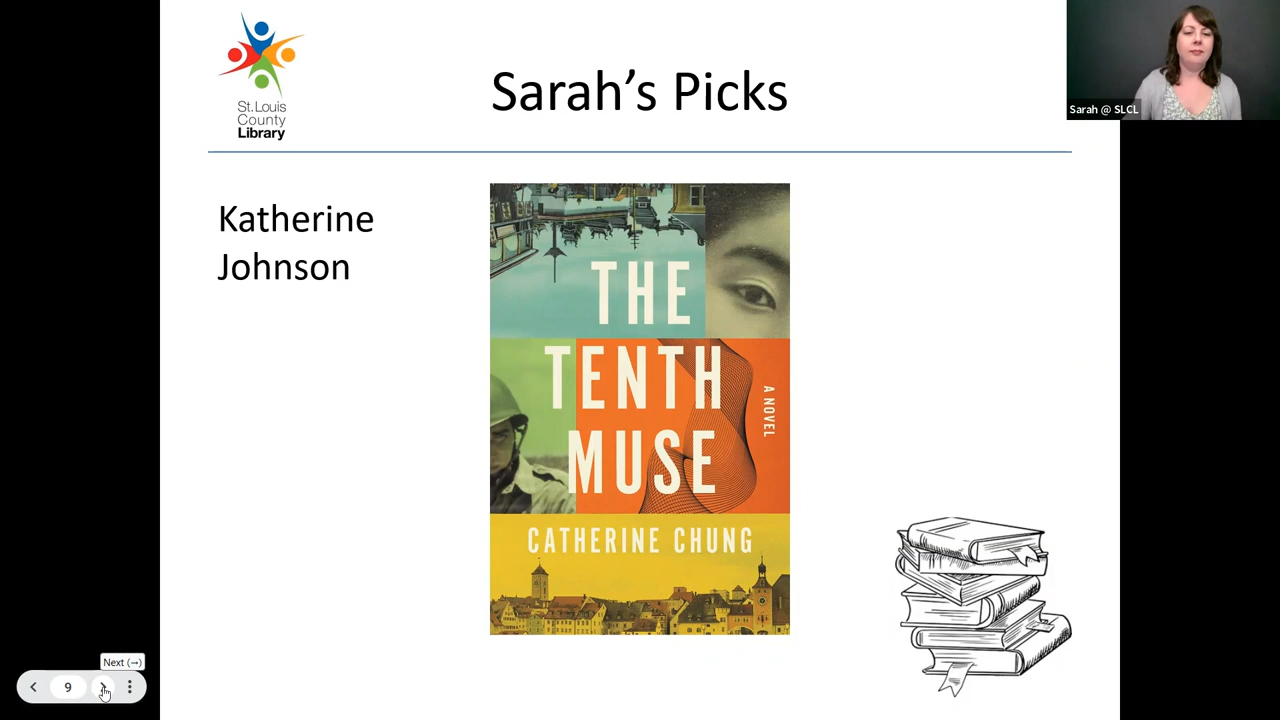 St.Louis
County
Library
Sarah's Picks
Sarah @ SLCL
Katherine
Johnson
THE
TENTH
MUSE
A NOVEL
CATHERINE CHUNG
Next (→)
9